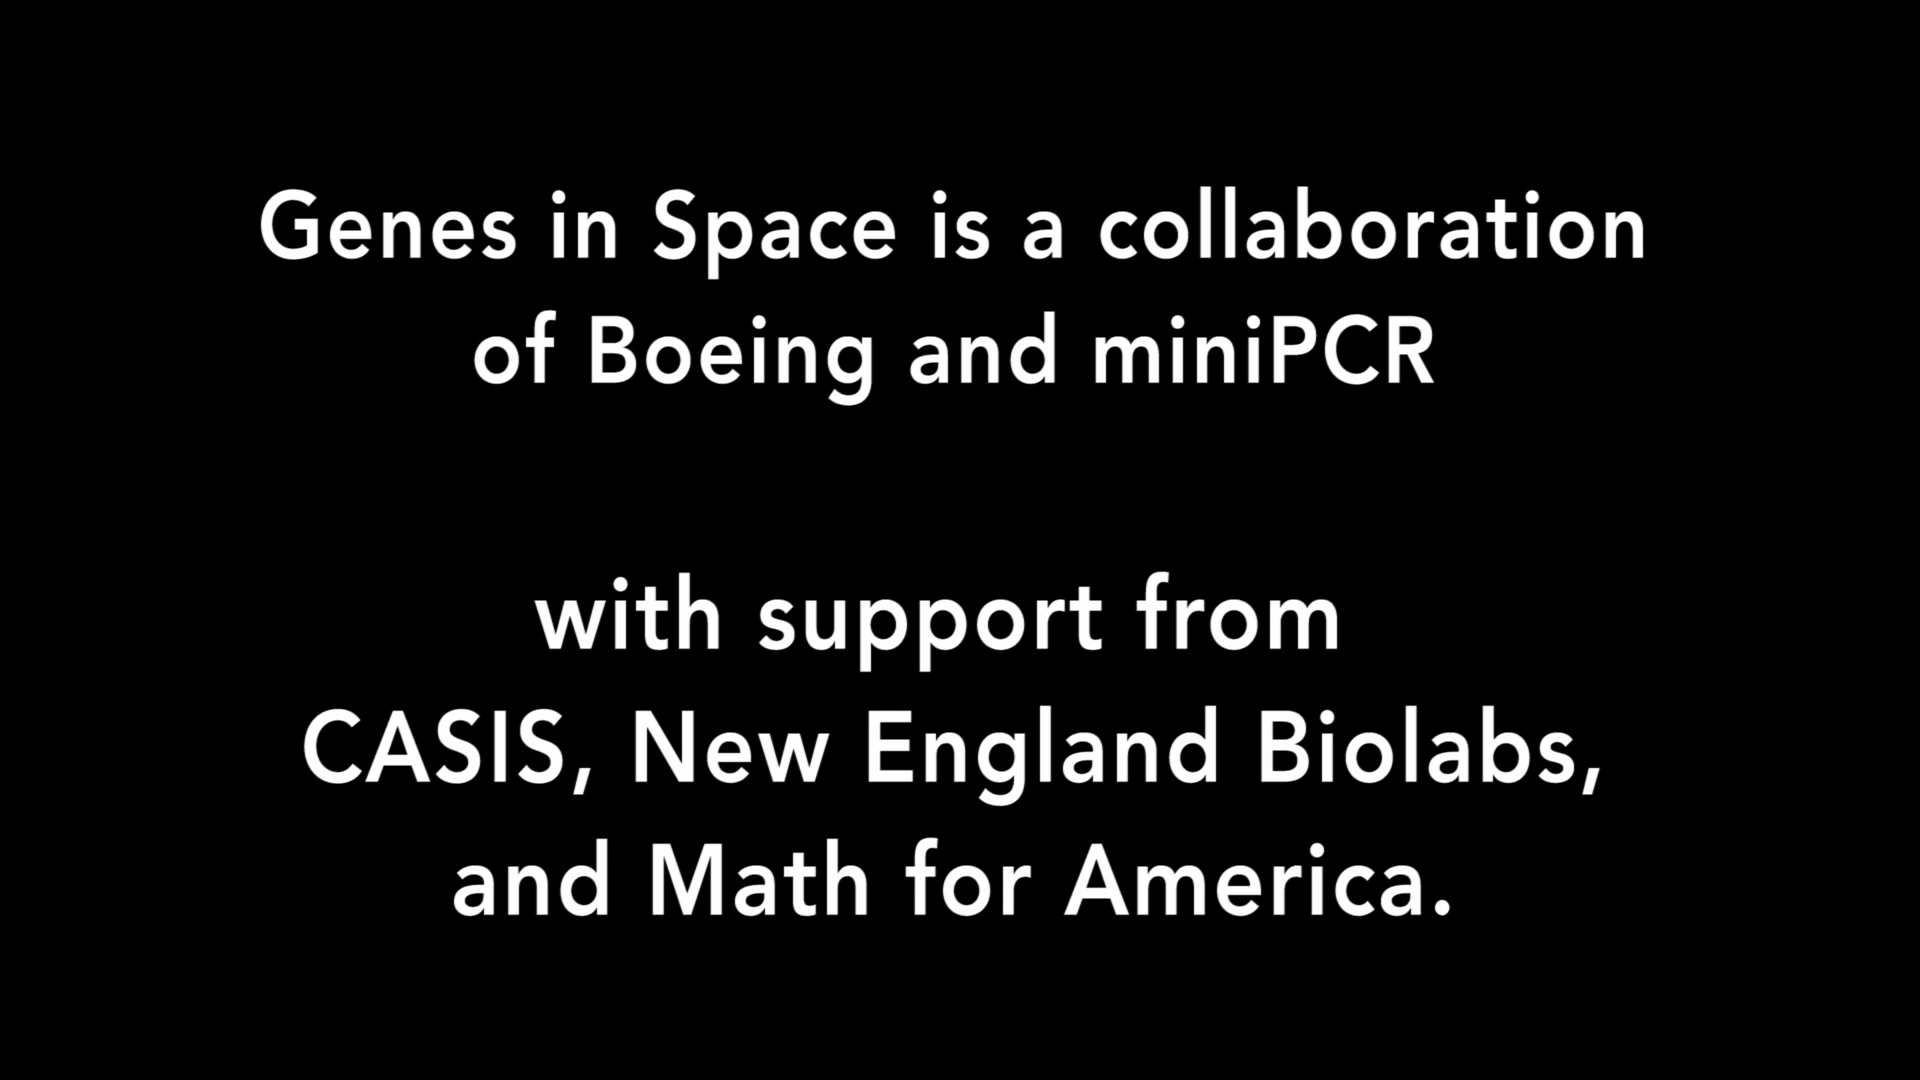 Genes in Space is a collaboration
of Boeing and miniPCR
with support from
CASIS, New England Biolabs,
and Math for America.